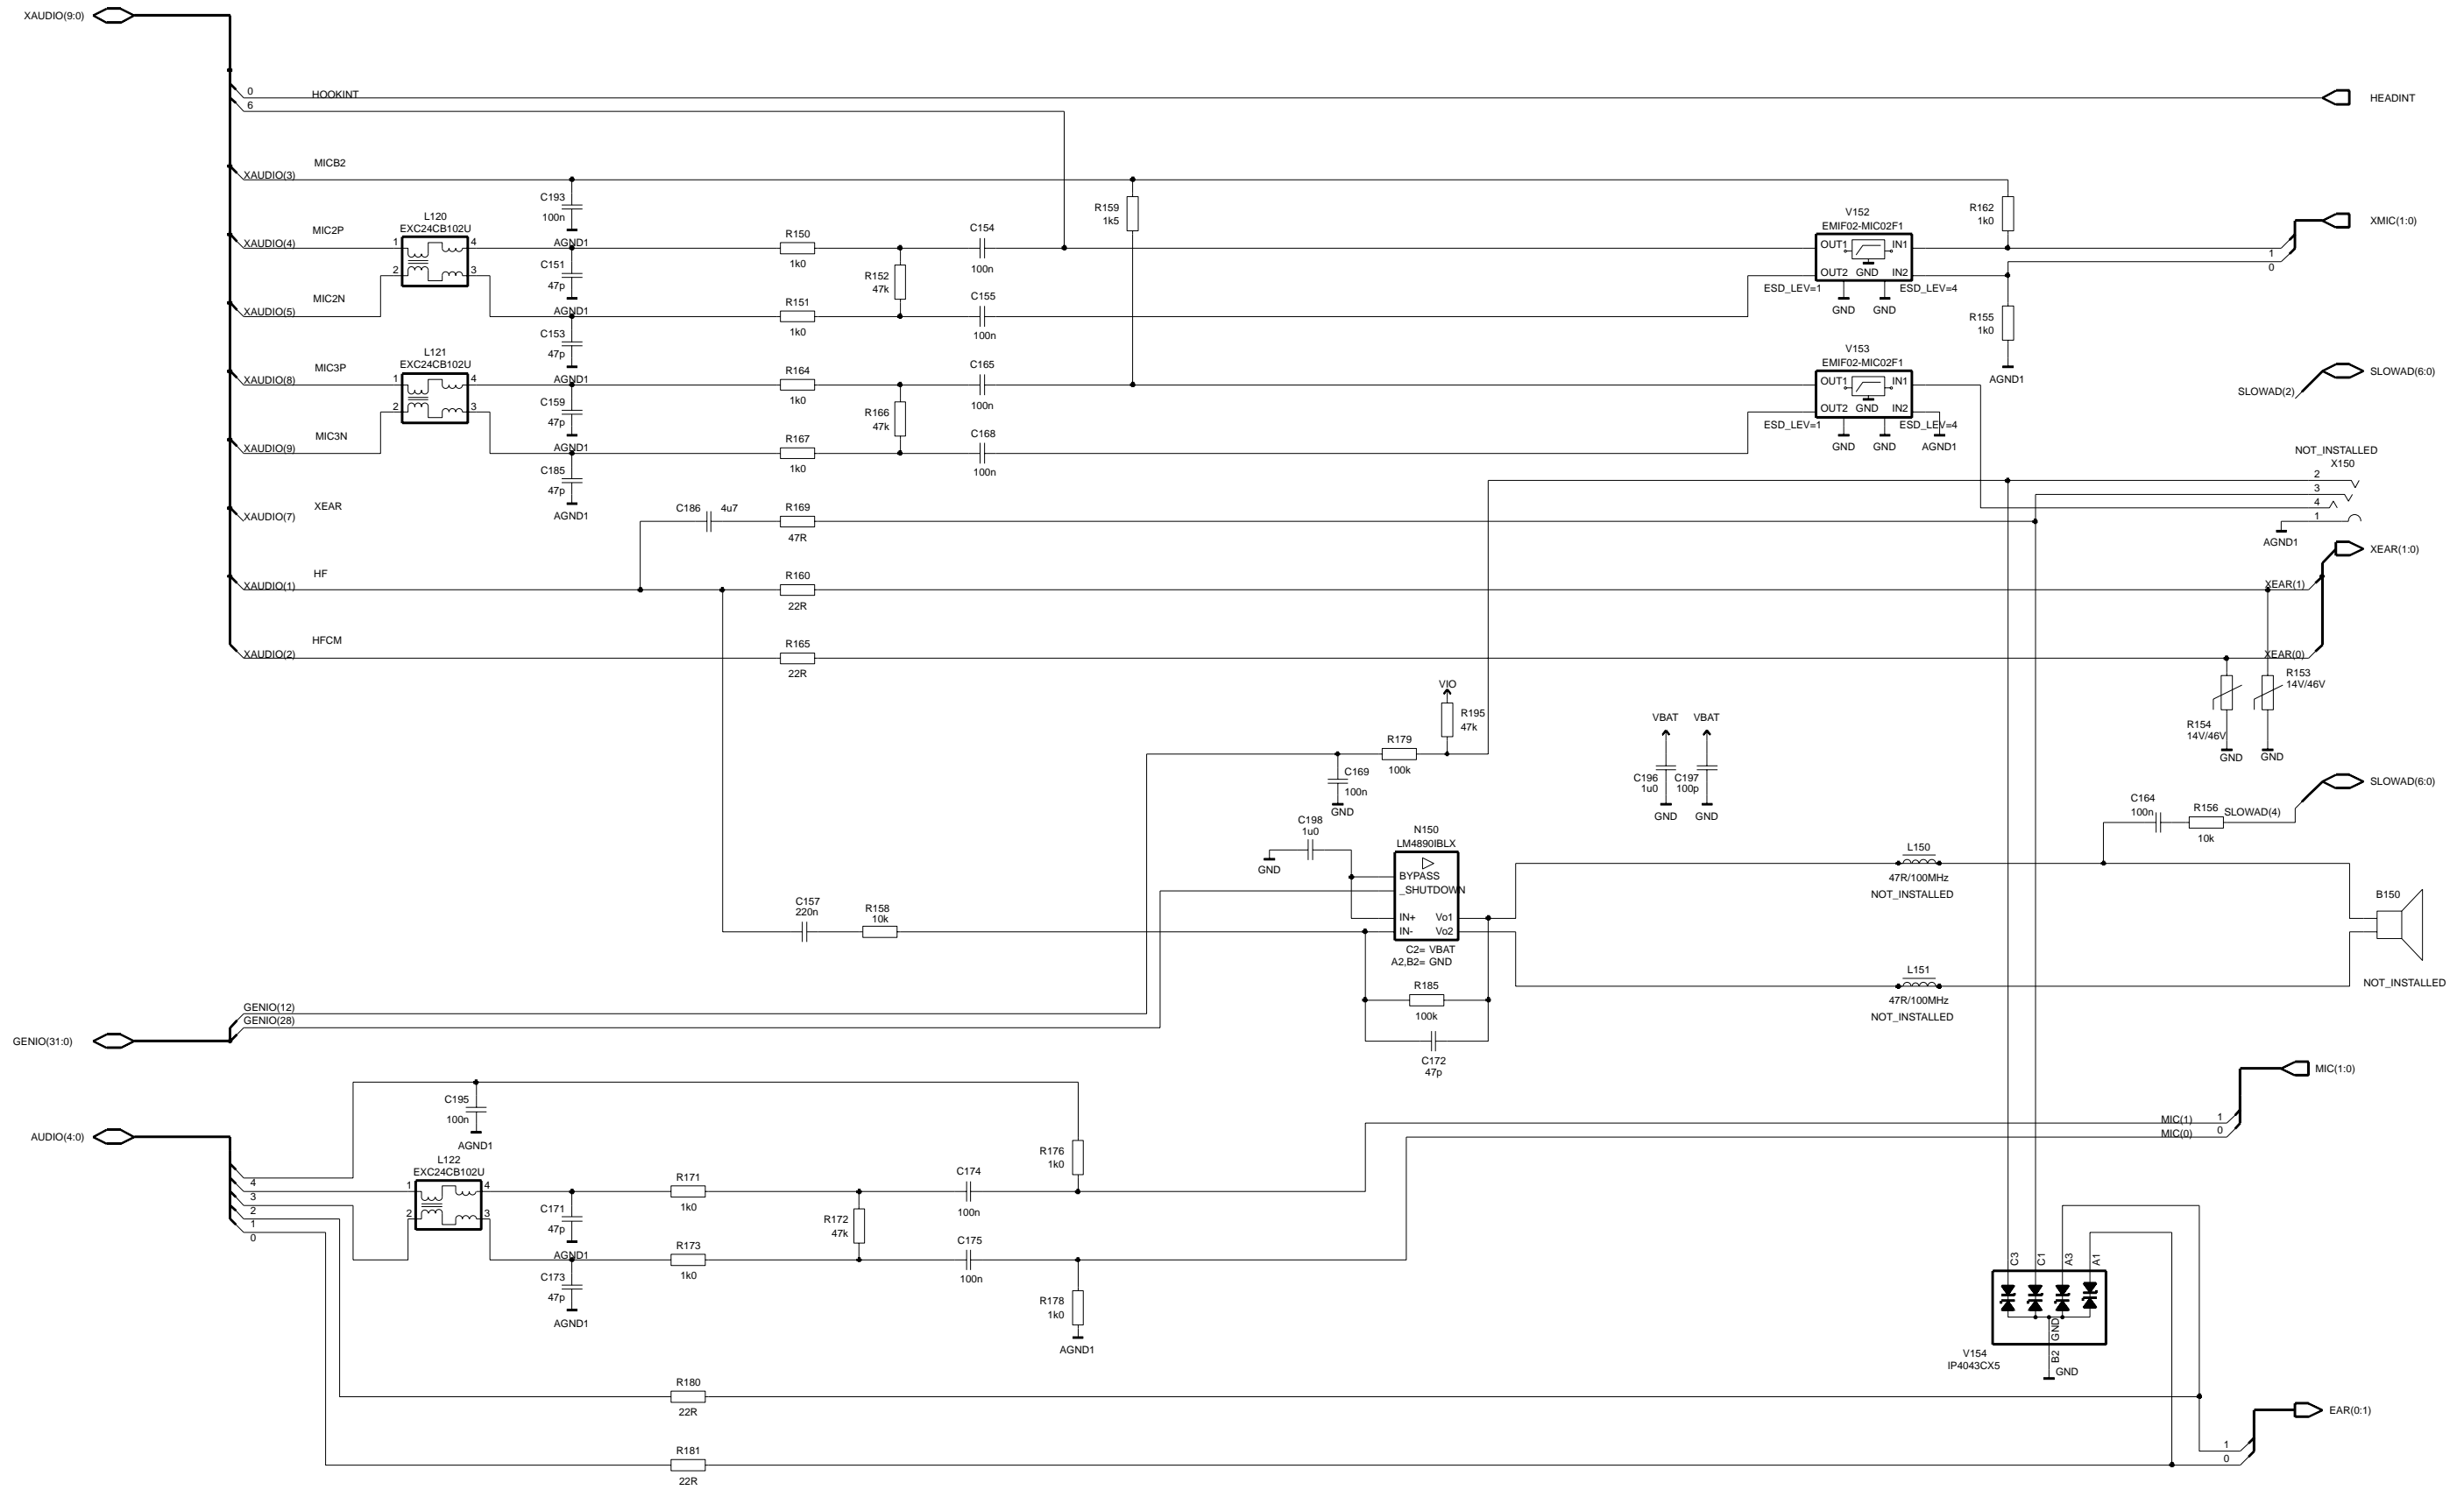 XAUDIO(9:0)
0 HOOKINT
HEADINT
6
MICB2
XAUDIO(3)
C193
100n
AGND1
R159
1k5
R162
1k0
XMIC(1:0)
1
0
L120
EXC24CB102U
MIC2P
XAUDIO(4)
1 4
2 3
MIC2N
XAUDIO(5)
C151
47p
AGND1
C153
47p
AGND1
R150
1k0
R152
47k
R151
1k0
C154
100n
C155
100n
V152
EMIF02-MIC02F1
OUT1 IN1
OUT2 GND IN2
ESD_LEV=1 ESD_LEV=4
GND GND
R155
1k0
AGND1
L121
EXC24CB102U
MIC3P
XAUDIO(8)
1 4
2 3
MIC3N
XAUDIO(9)
C159
47p
AGND1
C185
47p
AGND1
R164
1k0
R166
47k
R167
1k0
C165
100n
C168
100n
V153
EMIF02-MIC02F1
OUT1 IN1
OUT2 GND IN2
ESD_LEV=1 ESD_LEV=4
GND GND AGND1
SLOWAD(6:0)
SLOWAD(2)
NOT_INSTALLED
X150
2
3
4
1
AGND1
XEAR
XAUDIO(7)
C186 4u7
R169
47R
HF
XAUDIO(1)
R160
22R
XEAR(1:0)
XEAR(1)
HFCM
XAUDIO(2)
R165
22R
XEAR(0)
R153
14V/46V
R154
14V/46V
GND GND
VIO
R195
47k
R179
100k
C169
100n
GND
VBAT VBAT
C196
1u0
C197
100p
GND GND
SLOWAD(6:0)
C164
100n
R156
10k
SLOWAD(4)
C198
1u0
GND
N150
LM4890IBLX
BYPASS
_SHUTDOWN
IN+ Vo1
IN- Vo2
C2= VBAT
A2,B2= GND
C157
220n
R158
10k
R185
100k
C172
47p
L150
47R/100MHz
NOT_INSTALLED
L151
47R/100MHz
NOT_INSTALLED
B150
NOT_INSTALLED
GENIO(12)
GENIO(28)
GENIO(31:0)
MIC(1:0)
MIC(1) 1
MIC(0) 0
AUDIO(4:0)
C195
100n
AGND1
4
3
2
1
0
L122
EXC24CB102U
1 4
2 3
C171
47p
AGND1
C173
47p
AGND1
R171
1k0
R173
1k0
R172
47k
C174
100n
C175
100n
R176
1k0
R178
1k0
AGND1
C3 C1 A3 A1
GND
B2
GND
V154
IP4043CX5
R180
22R
R181
22R
EAR(0:1)
1
0